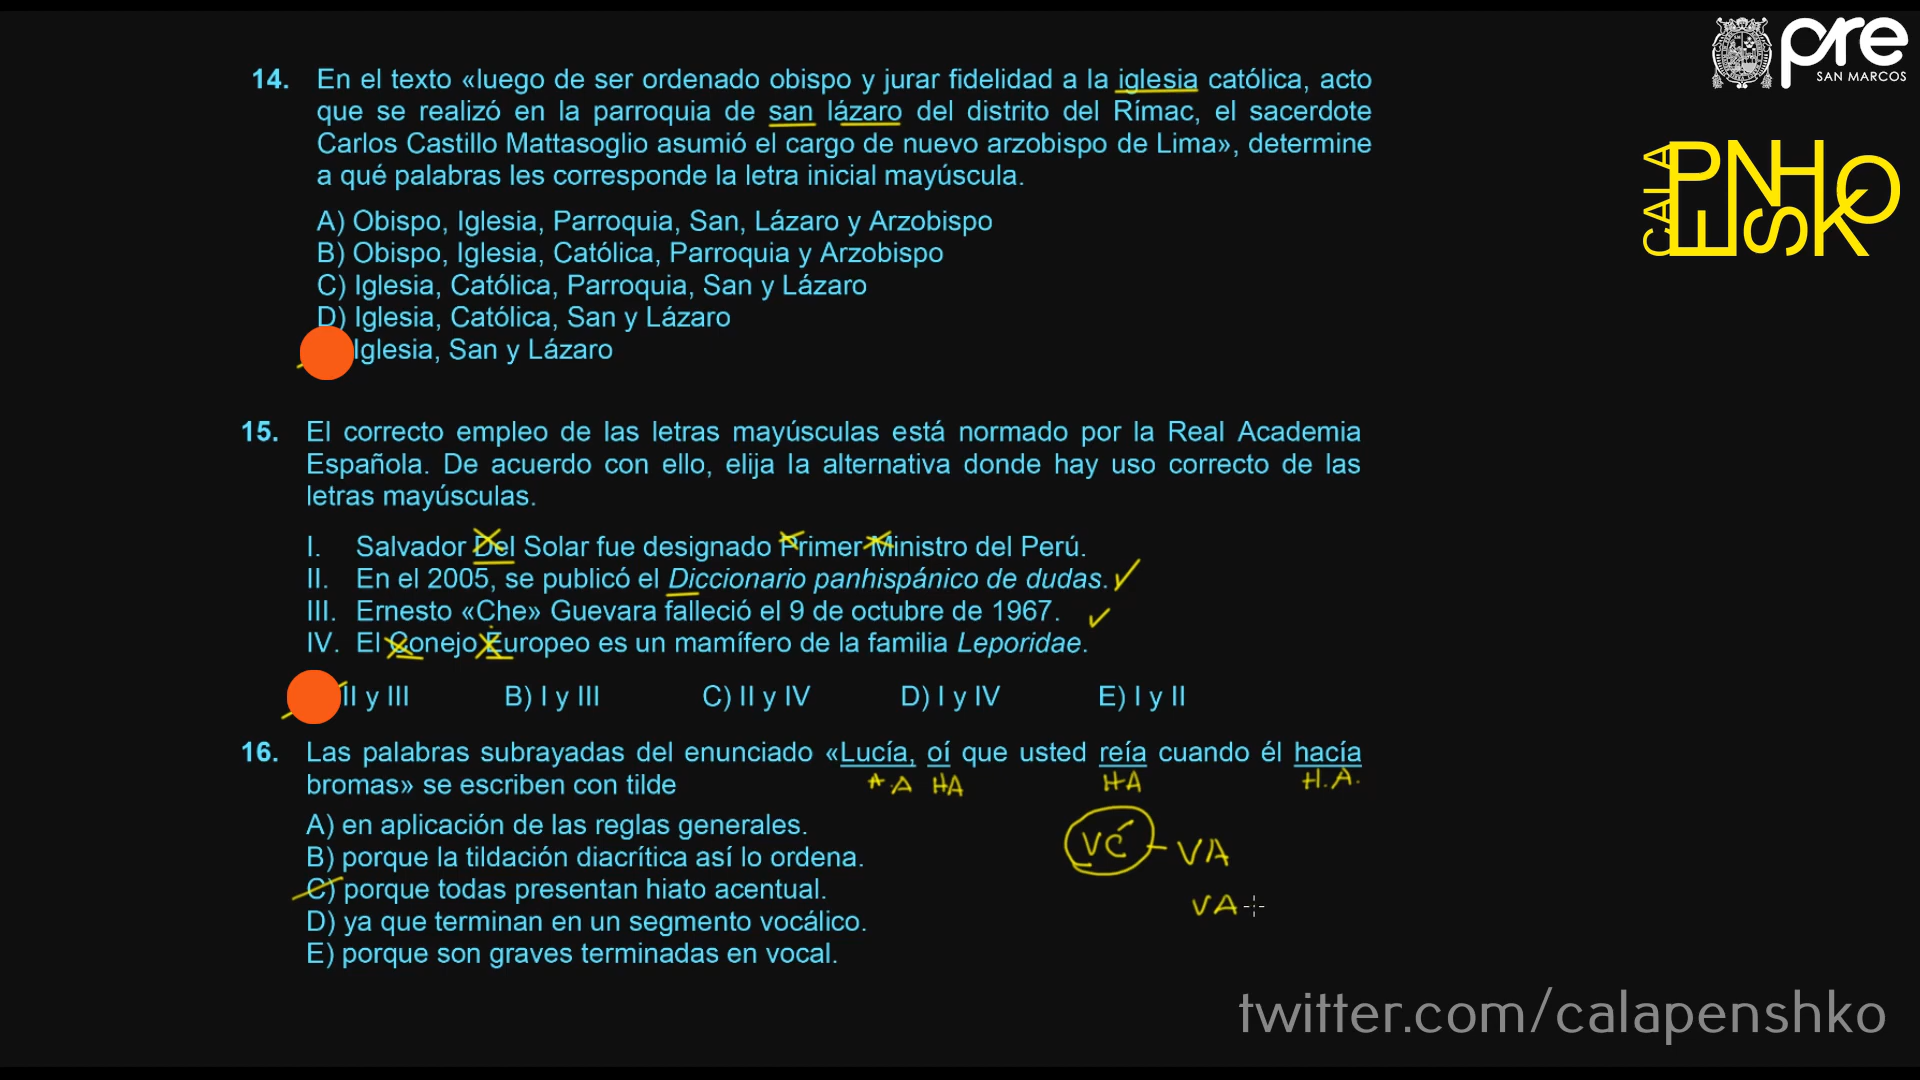 pre
SAN MARCOS
CALA
PENSHKO
14. En el texto «luego de ser ordenado obispo y jurar fidelidad a la iglesia católica, acto
que se realizó en la parroquia de san lázaro del distrito del Rímac, el sacerdote
Carlos Castillo Mattasoglio asumió el cargo de nuevo arzobispo de Lima», determine
a qué palabras les corresponde la letra inicial mayúscula.
A) Obispo, Iglesia, Parroquia, San, Lázaro y Arzobispo
B) Obispo, Iglesia, Católica, Parroquia y Arzobispo
C) Iglesia, Católica, Parroquia, San y Lázaro
D) Iglesia, Católica, San y Lázaro
Iglesia, San y Lázaro
15. El correcto empleo de las letras mayúsculas está normado por la Real Academia
Española. De acuerdo con ello, elija la alternativa donde hay uso correcto de las
letras mayúsculas.
I. Salvador Del Solar fue designado Primer Ministro del Perú.
II. En el 2005, se publicó el Diccionario panhispánico de dudas.
III. Ernesto «Che» Guevara falleció el 9 de octubre de 1967.
IV. El Conejo Europeo es un mamífero de la familia Leporidae.
II y III B) I y III C) II y IV D) I y IV E) I y II
16. Las palabras subrayadas del enunciado «Lucía, oí que usted reía cuando él hacía
bromas» se escriben con tilde
HA HA H.A.
A) en aplicación de las reglas generales.
B) porque la tildación diacrítica así lo ordena.
VC - VA
C) porque todas presentan hiato acentual.
VA
D) ya que terminan en un segmento vocálico.
E) porque son graves terminadas en vocal.
twitter.com/calapenshko